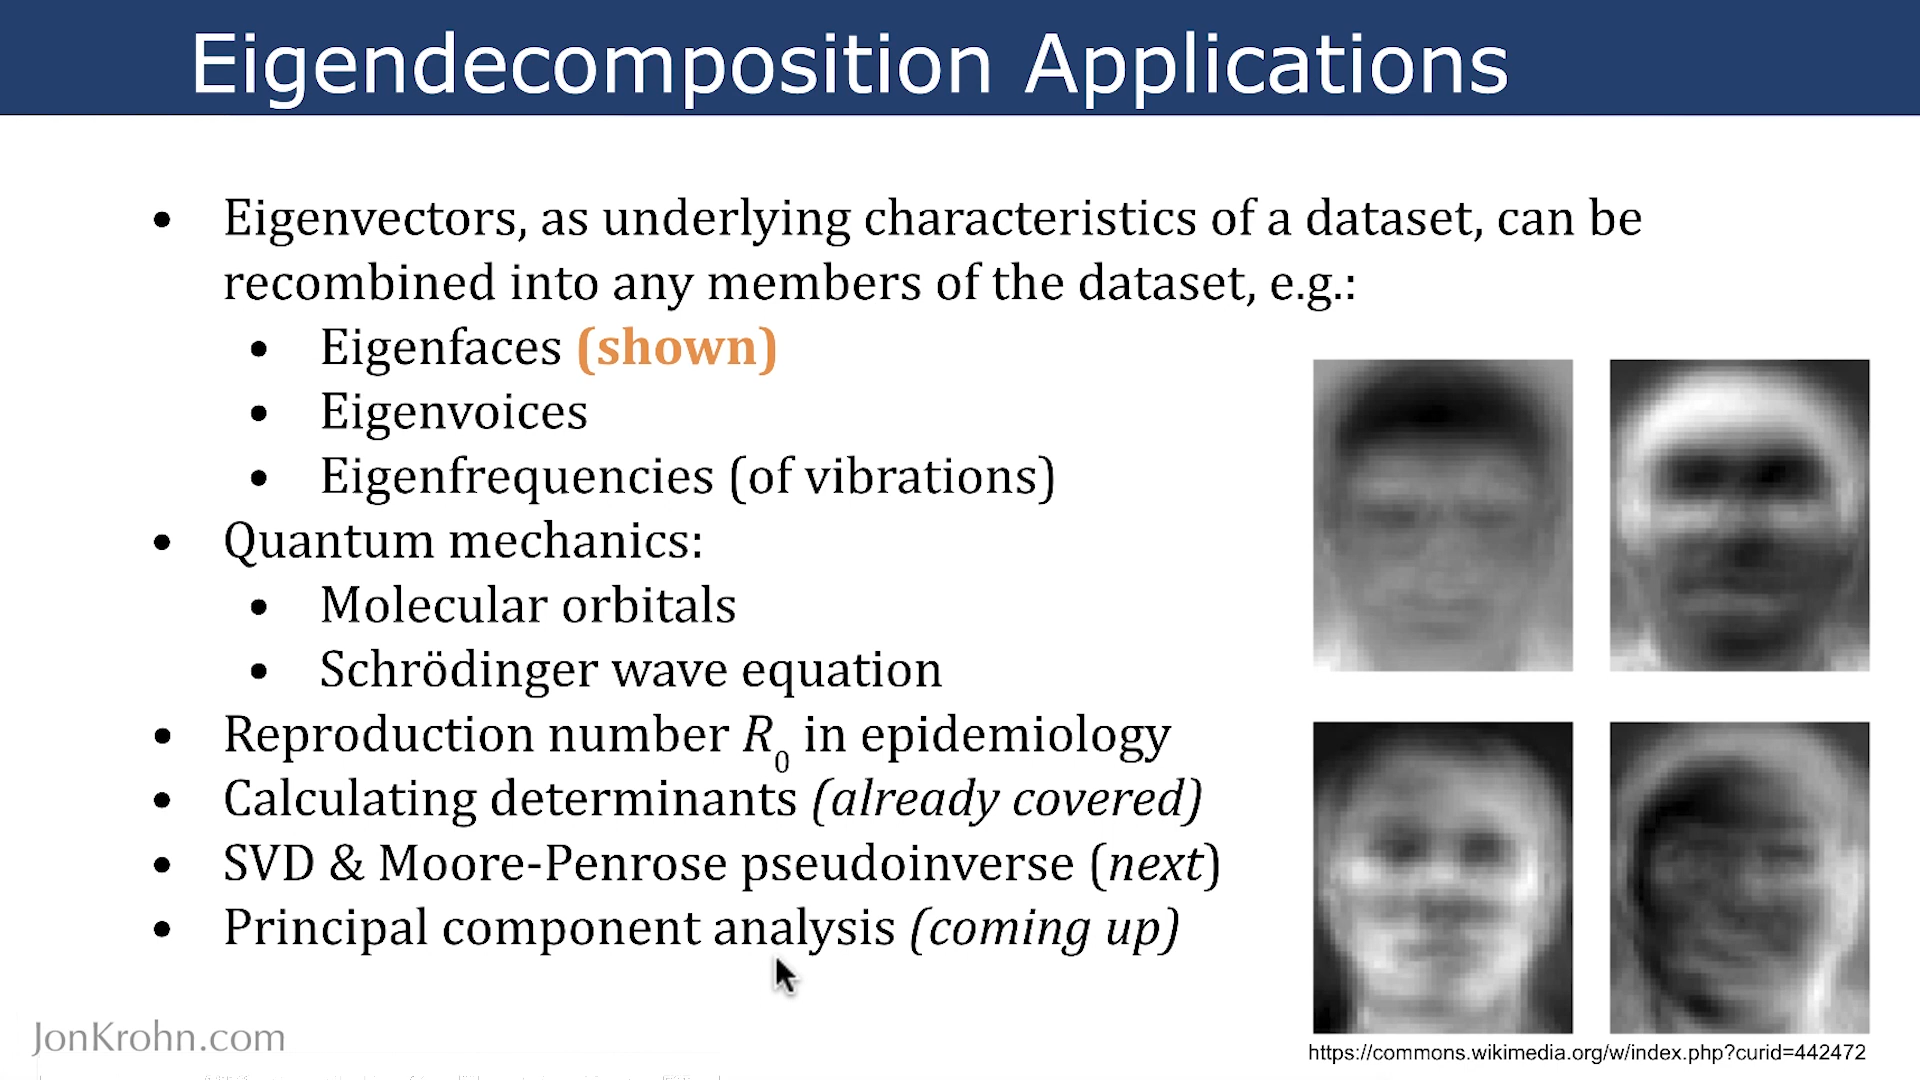 Eigendecomposition Applications
• Eigenvectors, as underlying characteristics of a dataset, can be
recombined into any members of the dataset, e.g.:
• Eigenfaces (shown)
• Eigenvoices
• Eigenfrequencies (of vibrations)
• Quantum mechanics:
• Molecular orbitals
• Schrödinger wave equation
• Reproduction number R₀ in epidemiology
• Calculating determinants (already covered)
• SVD & Moore-Penrose pseudoinverse (next)
• Principal component analysis (coming up)
JonKrohn.com
https://commons.wikimedia.org/w/index.php?curid=442472